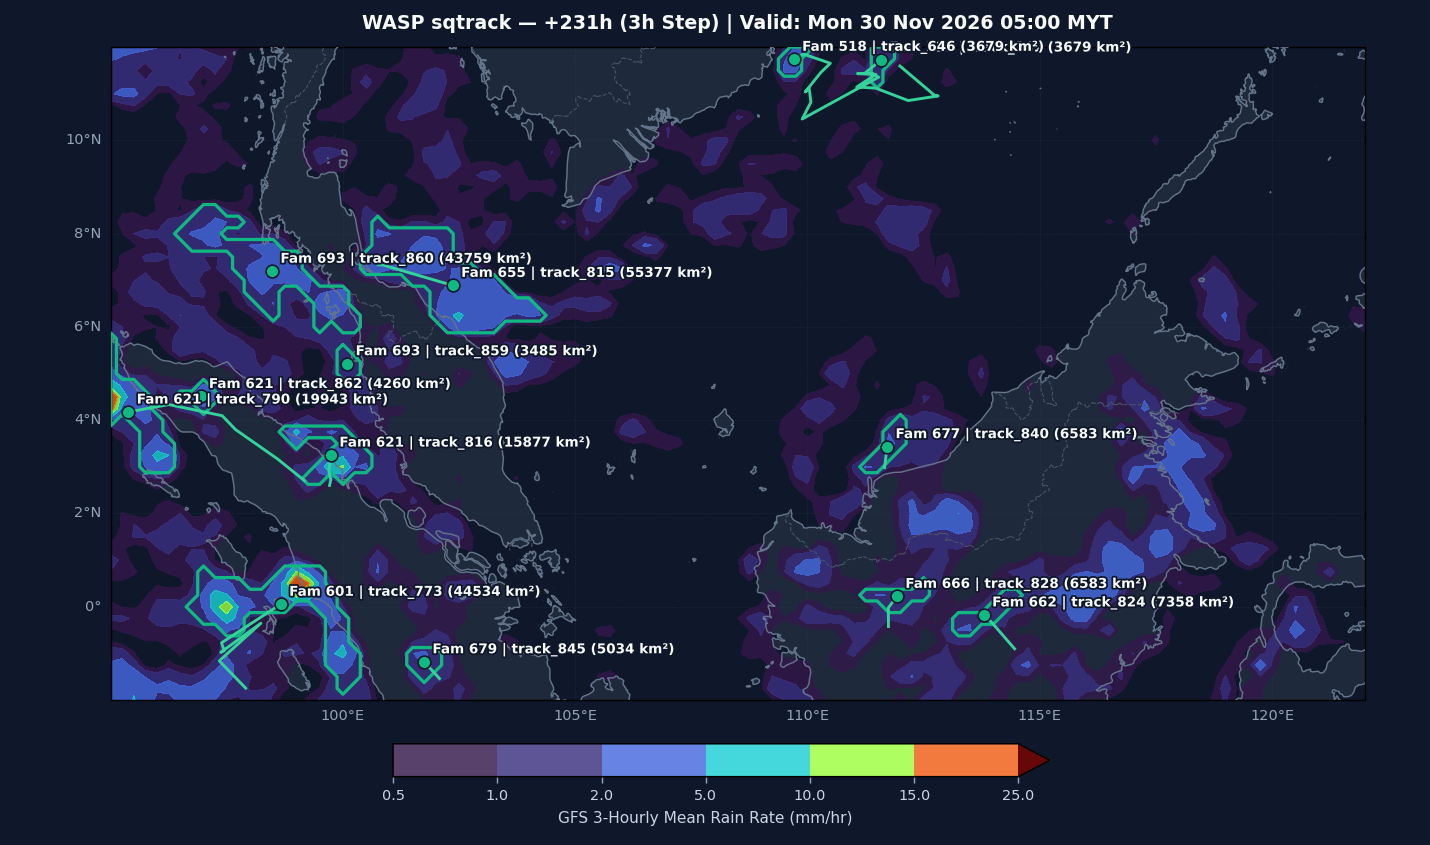 WASP sqtrack — +231h (3h Step) | Valid: Mon 30 Nov 2026 05:00 MYT
Fam 518 | track_646 (3679 km²)
(3679 km²)
10°N
8°N
Fam 693 | track_860 (43759 km²)
Fam 655 | track_815 (55377 km²)
6°N
Fam 693 | track_859 (3485 km²)
Fam 621 | track_862 (4260 km²)
Fam 621 | track_790 (19943 km²)
4°N
Fam 677 | track_840 (6583 km²)
Fam 621 | track_816 (15877 km²)
2°N
Fam 666 | track_828 (6583 km²)
Fam 601 | track_773 (44534 km²)
Fam 662 | track_824 (7358 km²)
0°
Fam 679 | track_845 (5034 km²)
100°E 105°E 110°E 115°E 120°E
0.5 1.0 2.0 5.0 10.0 15.0 25.0
GFS 3-Hourly Mean Rain Rate (mm/hr)